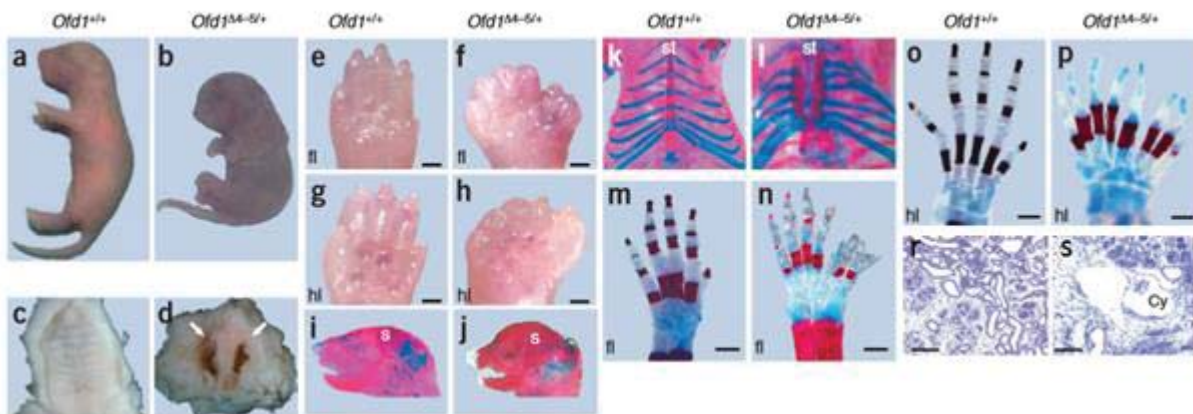 Ofd1+/+ Ofd1Δ4–5/+ Ofd1+/+ Ofd1Δ4–5/+ Ofd1+/+ Ofd1Δ4–5/+ Ofd1+/+ Ofd1Δ4–5/+
a b e f k st l st o p
fl fl
g h m n hl hl
hl hl r s
c d i s j s fl fl Cy